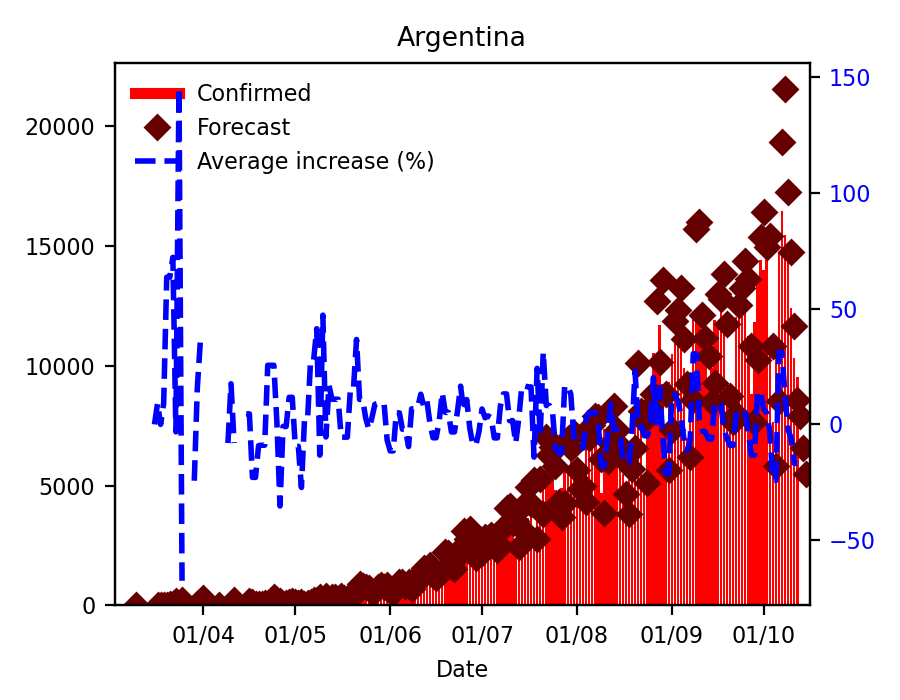 Argentina
Confirmed
Forecast
Average increase (%)
20000
15000
10000
5000
0
150
100
50
0
−50
01/04 01/05 01/06 01/07 01/08 01/09 01/10
Date